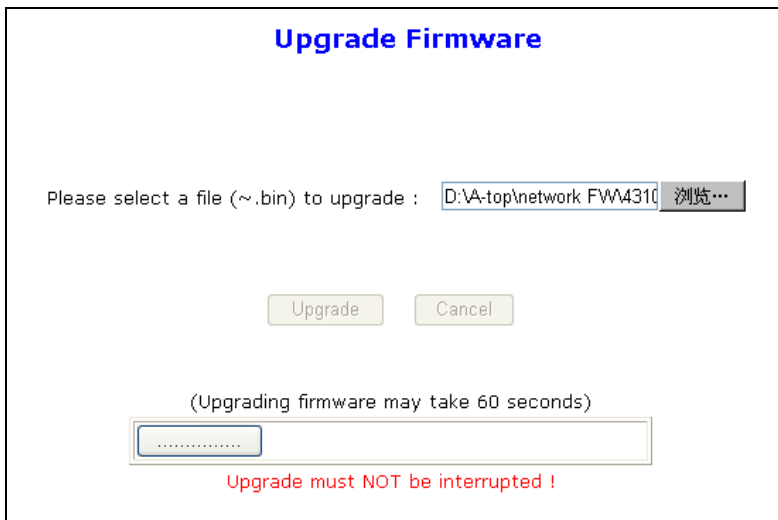 Upgrade Firmware
Please select a file (~.bin) to upgrade : D:\A-top\network FW\4310 浏览…
Upgrade Cancel
(Upgrading firmware may take 60 seconds)
...............
Upgrade must NOT be interrupted !